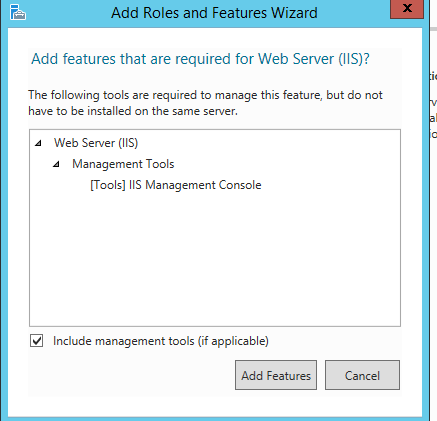 Add Roles and Features Wizard
x
Add features that are required for Web Server (IIS)?
The following tools are required to manage this feature, but do not
have to be installed on the same server.
Web Server (IIS)
Management Tools
[Tools] IIS Management Console
Include management tools (if applicable)
Add Features
Cancel